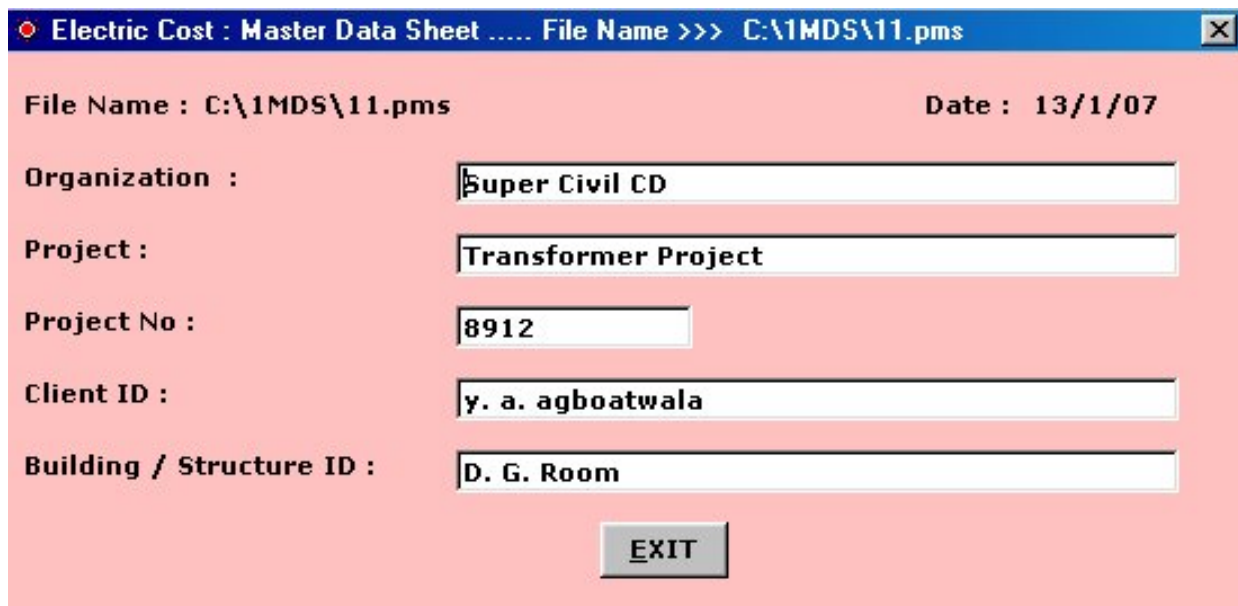 Electric Cost : Master Data Sheet ..... File Name >>> C:\1MDS\11.pms
File Name : C:\1MDS\11.pms Date : 13/1/07
Organization : Super Civil CD
Project : Transformer Project
Project No : 8912
Client ID : y. a. agboatwala
Building / Structure ID : D. G. Room
EXIT